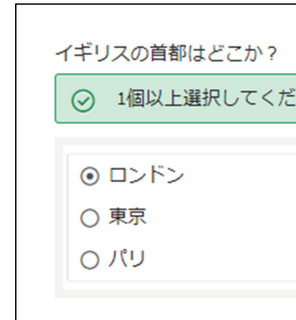 イギリスの首都はどこか？
1個以上選択してくだ
ロンドン
東京
パリ